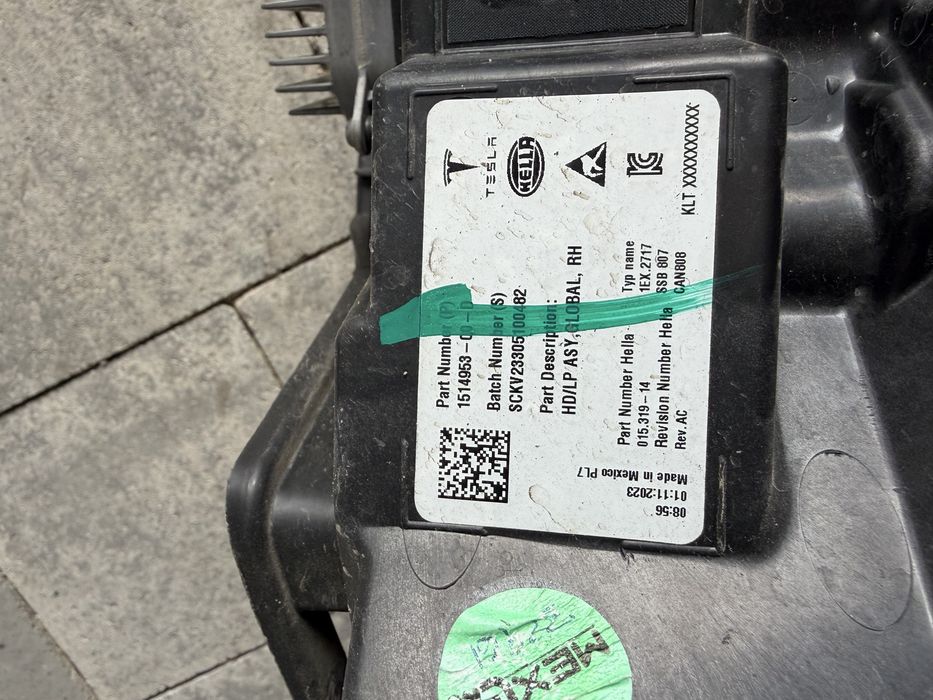 TESLA
HELLA
KLT XXXXXXXXXXX
Part Number (P)
1514953-00-D
Batch Number (S)
SCKV23305100482
Part Description:
HD/LP ASY, GLOBAL, RH
Part Number Hella
015.319-14
Revision Number Hella
Rev. AC
Typ name
1EX.2717
SSB 807
CAN808
Made in Mexico PL7
01:11:2023
08:56
MEXICO